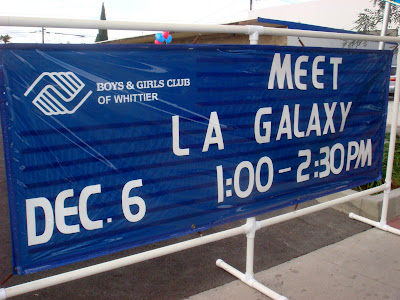 BOYS & GIRLS CLUB
OF WHITTIER
MEET
LA GALAXY
DEC. 6 1:00-2:30PM